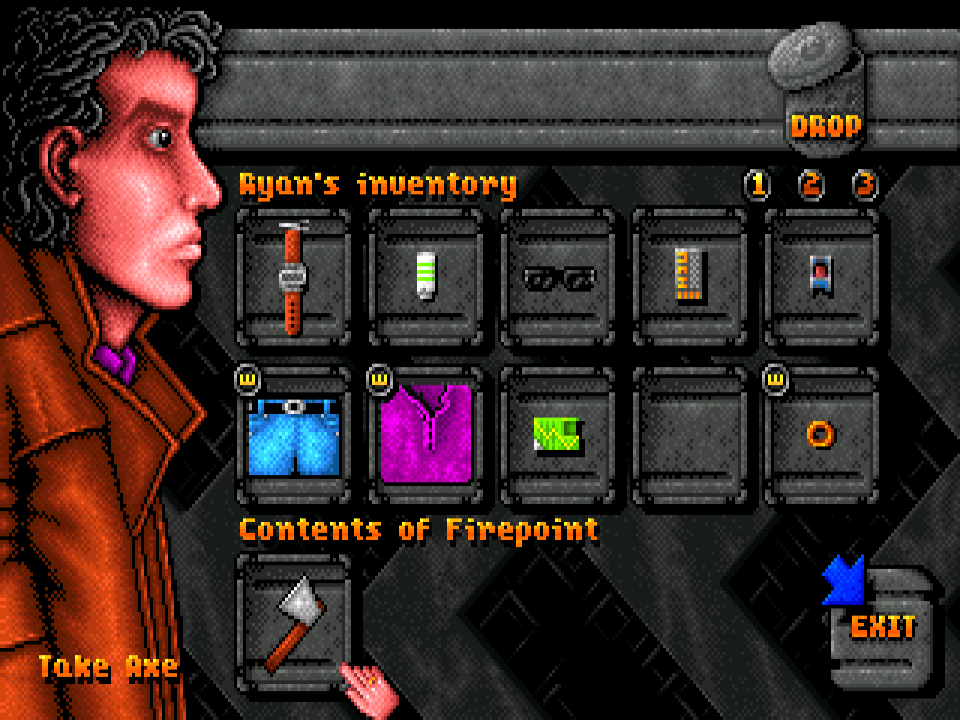 DROP
Ryan's inventory
1 2 3
W
W
W
Contents of Firepoint
EXIT
Take Axe